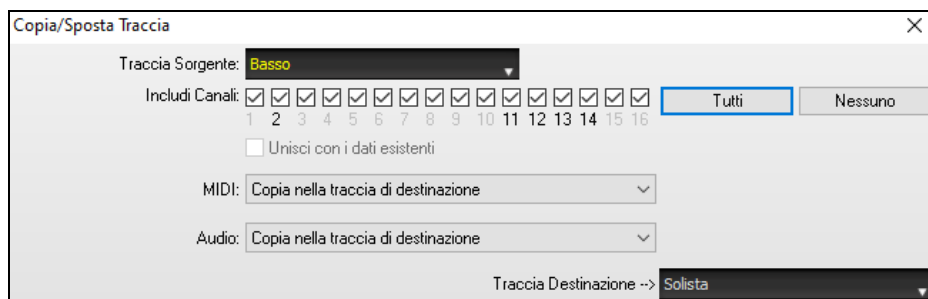 Copia/Sposta Traccia
Traccia Sorgente: Basso
Includi Canali: Tutti Nessuno
1 2 3 4 5 6 7 8 9 10 11 12 13 14 15 16
Unisci con i dati esistenti
MIDI: Copia nella traccia di destinazione
Audio: Copia nella traccia di destinazione
Traccia Destinazione --> Solista